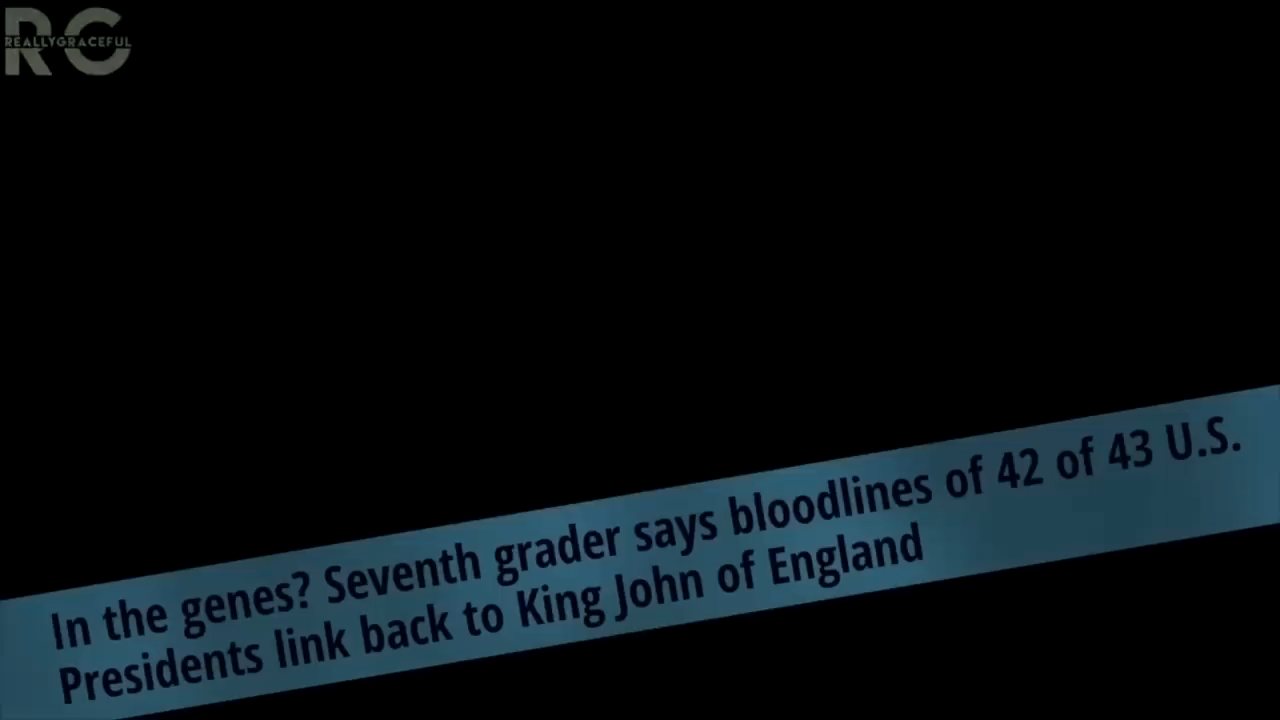 RG
REALLYGRACEFUL
In the genes? Seventh grader says bloodlines of 42 of 43 U.S.
Presidents link back to King John of England